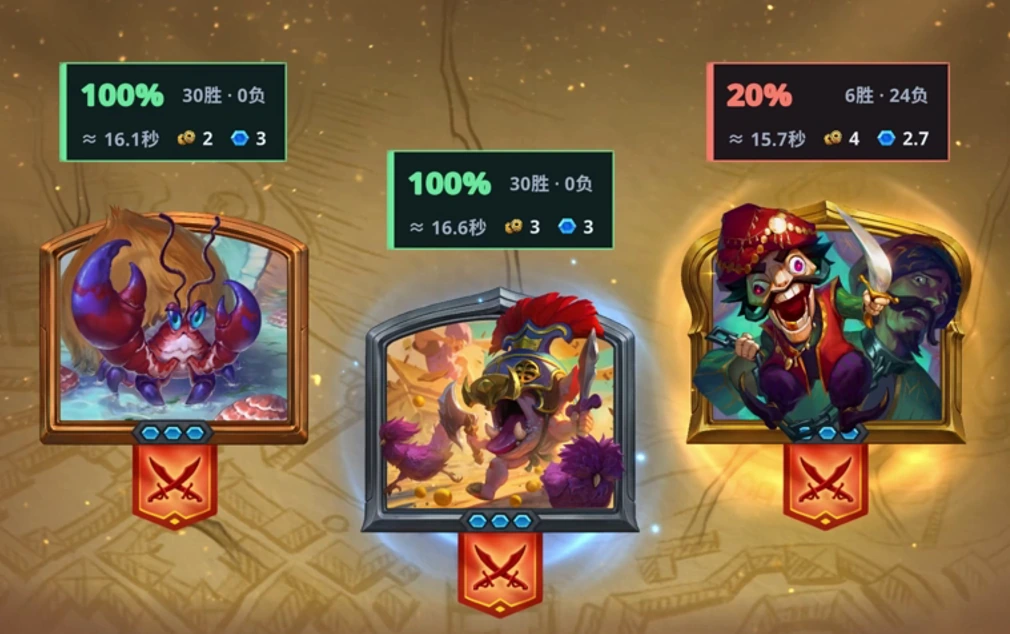 100% 30胜 · 0负
≈ 16.1秒 2 3
100% 30胜 · 0负
≈ 16.6秒 3 3
20% 6胜 · 24负
≈ 15.7秒 4 2.7